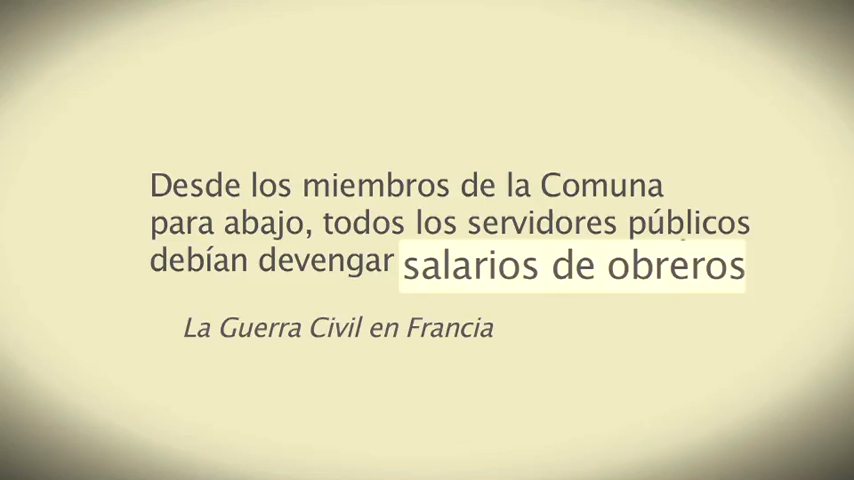 Desde los miembros de la Comuna
para abajo, todos los servidores públicos
debían devengar salarios de obreros
La Guerra Civil en Francia